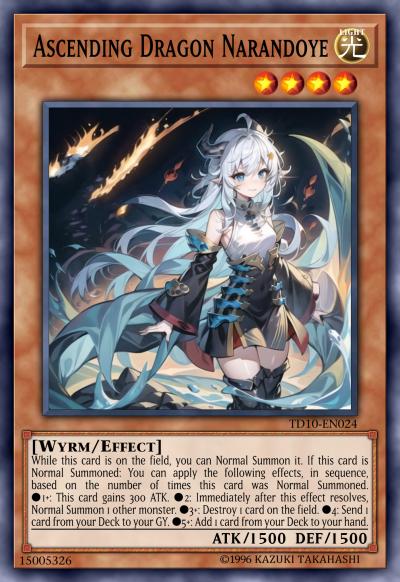 ASCENDING DRAGON NARANDOYE
LIGHT
光
TD10-EN024
[WYRM/EFFECT]
While this card is on the field, you can Normal Summon it. If this card is
Normal Summoned: You can apply the following effects, in sequence,
based on the number of times this card was Normal Summoned.
●1+: This card gains 300 ATK. ●2: Immediately after this effect resolves,
Normal Summon 1 other monster. ●3+: Destroy 1 card on the field. ●4: Send 1
card from your Deck to your GY. ●5+: Add 1 card from your Deck to your hand.
ATK/1500 DEF/1500
15005326
©1996 KAZUKI TAKAHASHI